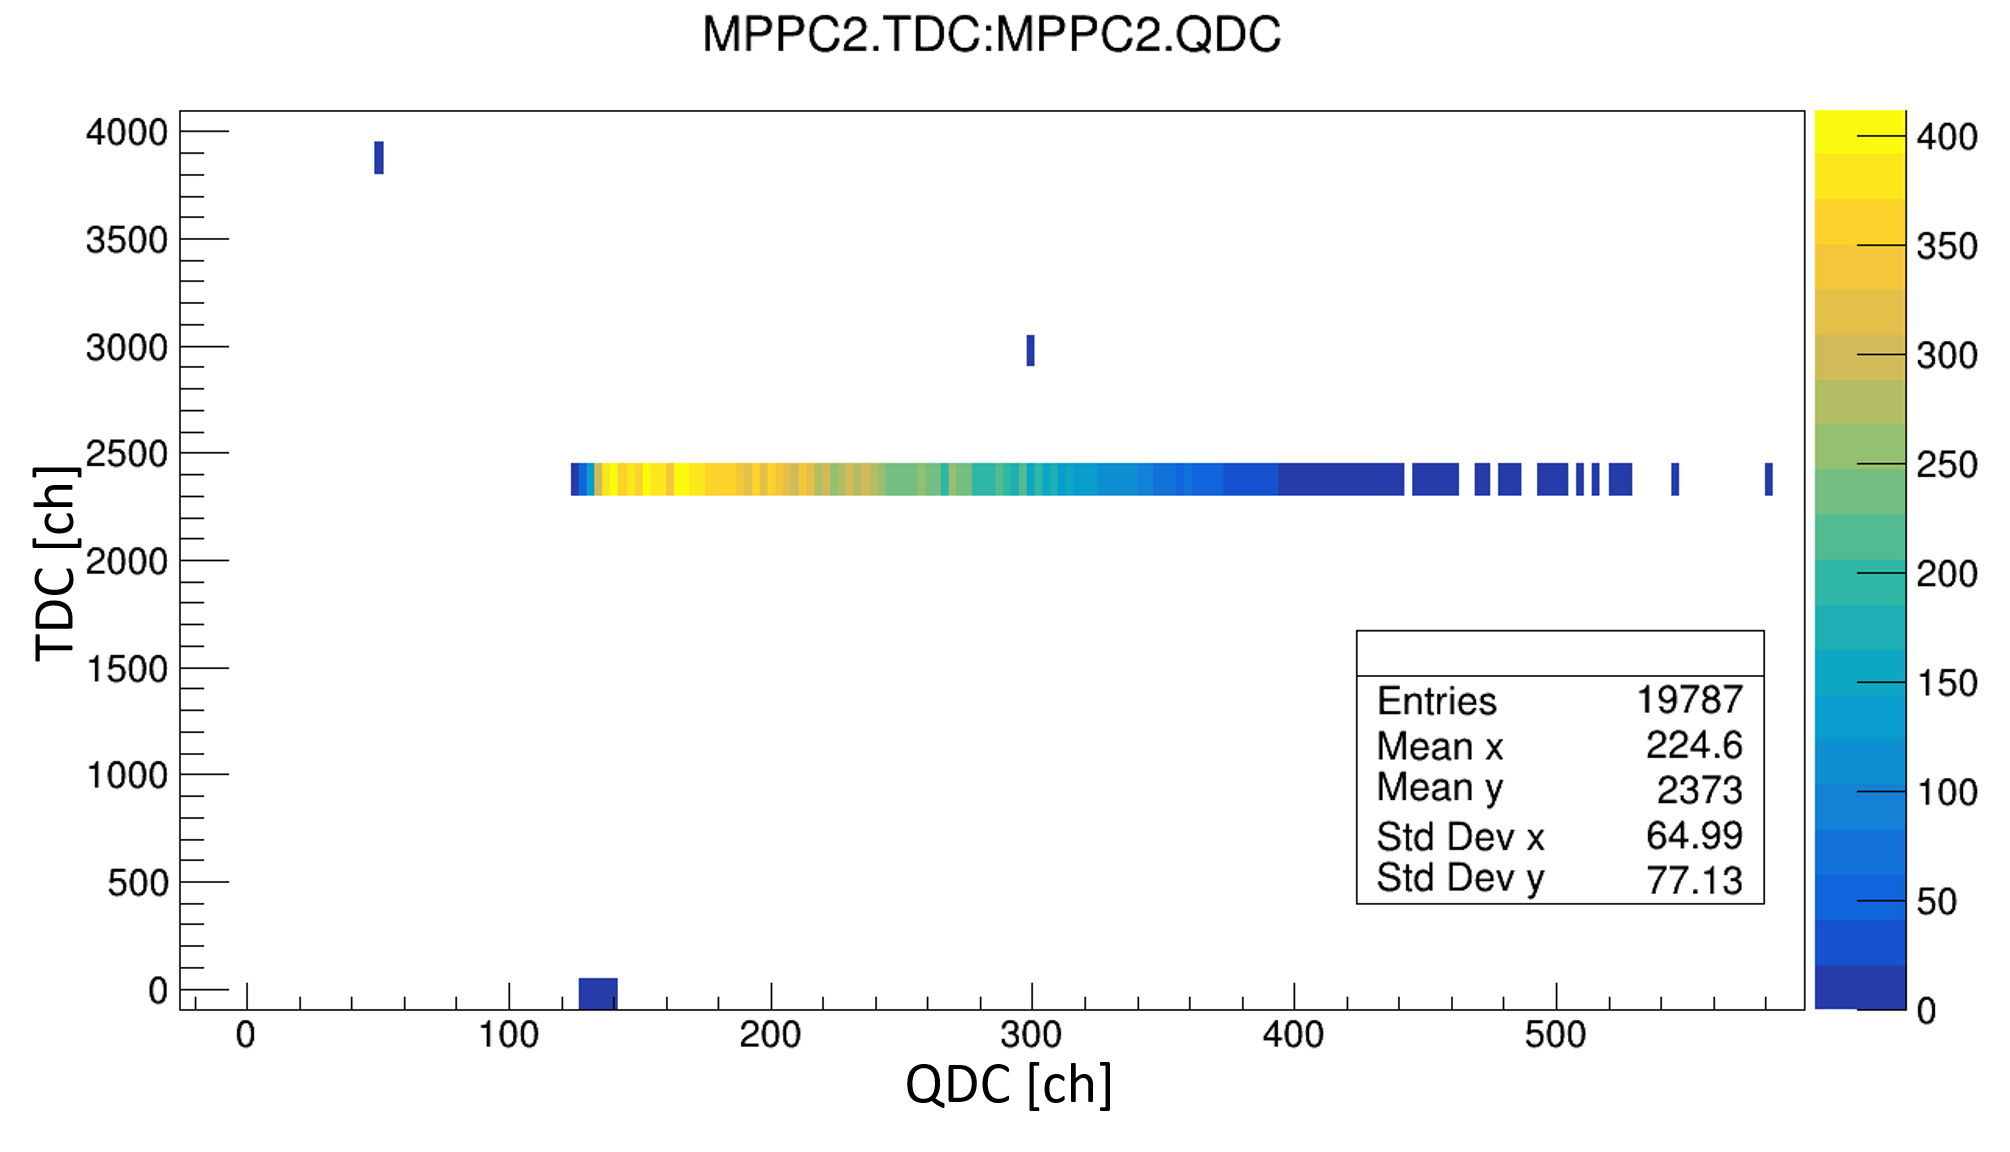 MPPC2.TDC:MPPC2.QDC
4000
3500
3000
2500
2000
1500
1000
500
0
TDC [ch]
0 100 200 300 400 500
QDC [ch]
Entries 19787
Mean x 224.6
Mean y 2373
Std Dev x 64.99
Std Dev y 77.13
400
350
300
250
200
150
100
50
0